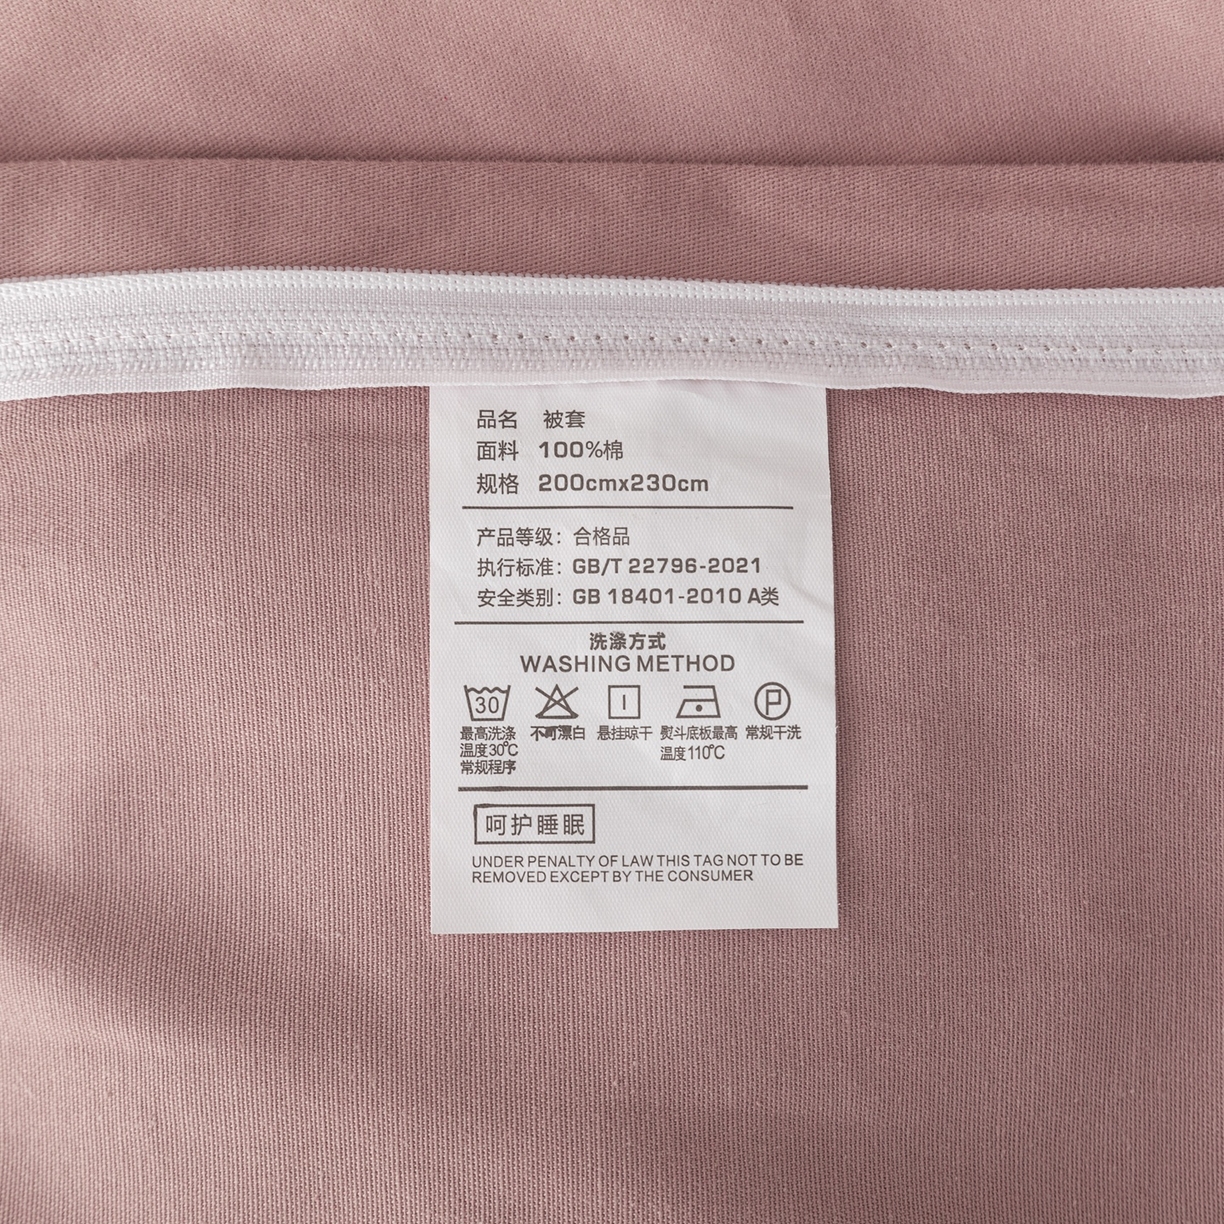 品名 被套
面料 100%棉
规格 200cmx230cm
产品等级：合格品
执行标准：GB/T 22796-2021
安全类别：GB 18401-2010 A类
洗涤方式
WASHING METHOD
30
P
最高洗涤 不可漂白 悬挂晾干 熨斗底板最高 常规干洗
温度30℃ 温度110℃
常规程序
呵护睡眠
UNDER PENALTY OF LAW THIS TAG NOT TO BE
REMOVED EXCEPT BY THE CONSUMER